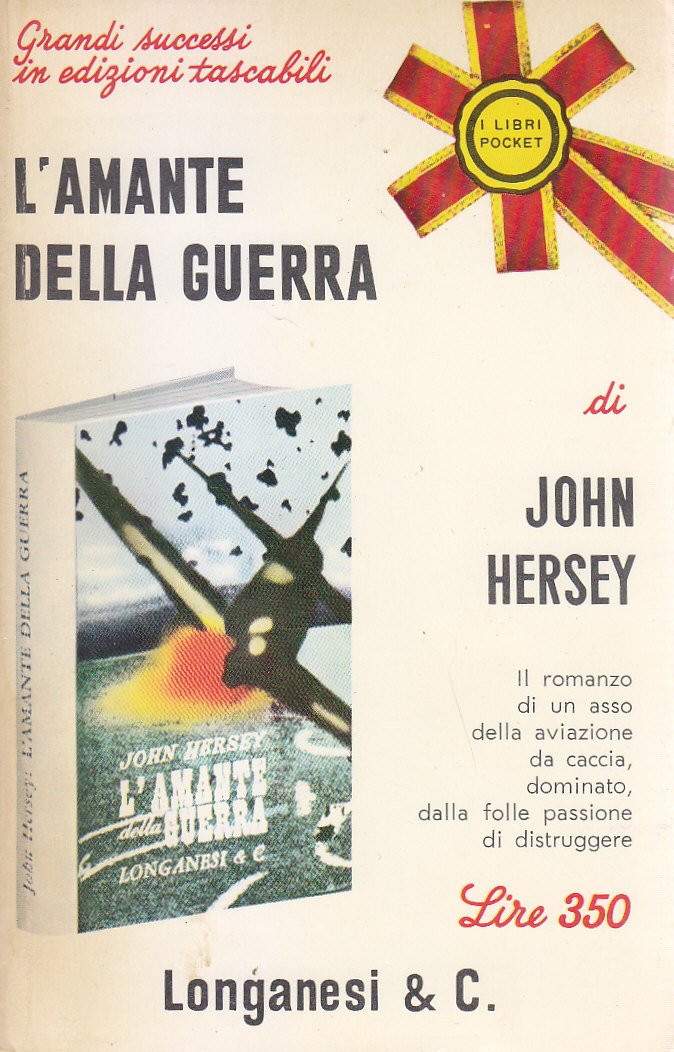 Grandi successi
in edizioni tascabili
I LIBRI
POCKET
L'AMANTE
DELLA GUERRA
di
JOHN
HERSEY
Il romanzo
di un asso
della aviazione
da caccia,
dominato,
dalla folle passione
di distruggere
Lire 350
John Hersey: L'AMANTE DELLA GUERRA
JOHN HERSEY
L'AMANTE
della GUERRA
LONGANESI & C
Longanesi & C.